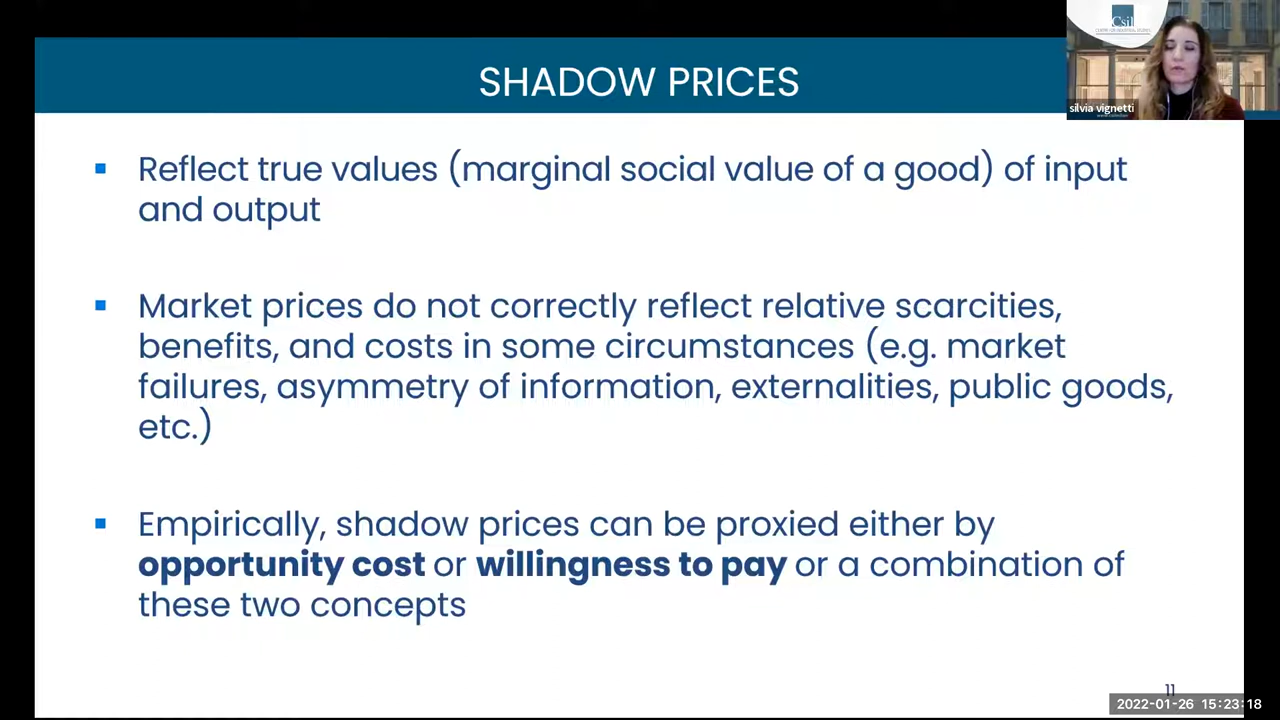 SHADOW PRICES
Csil
silvia vignetti
Reflect true values (marginal social value of a good) of input
and output
Market prices do not correctly reflect relative scarcities,
benefits, and costs in some circumstances (e.g. market
failures, asymmetry of information, externalities, public goods,
etc.)
Empirically, shadow prices can be proxied either by
opportunity cost or willingness to pay or a combination of
these two concepts
11
2022-01-26 15:23:18